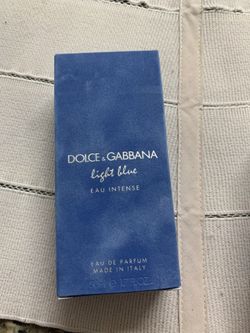 DOLCE & GABBANA
light blue
EAU INTENSE
EAU DE PARFUM
MADE IN ITALY